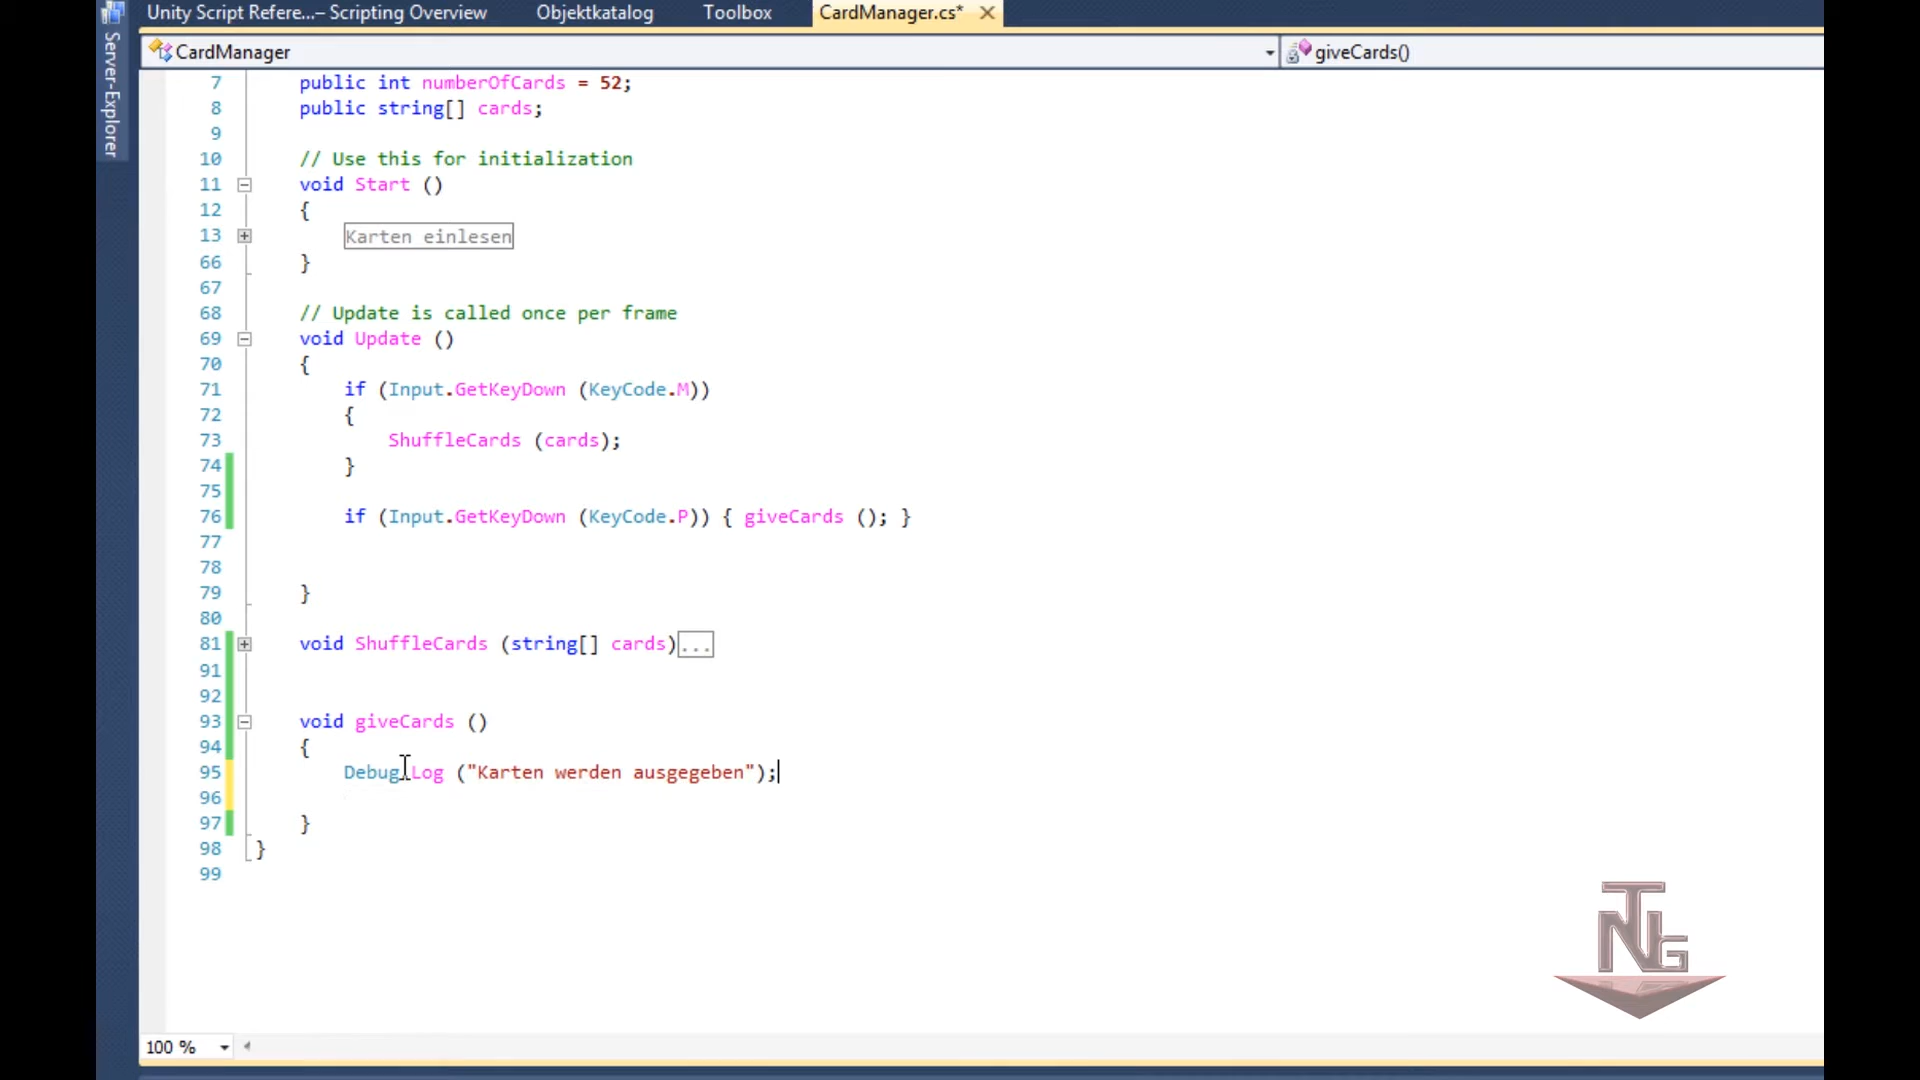 Unity Script Refere...– Scripting Overview Objektkatalog Toolbox CardManager.cs*
Server-Explorer
CardManager giveCards()
7 public int numberOfCards = 52;
8 public string[] cards;
9
10 // Use this for initialization
11 void Start ()
12 {
13 Karten einlesen
66 }
67
68 // Update is called once per frame
69 void Update ()
70 {
71 if (Input.GetKeyDown (KeyCode.M))
72 {
73 ShuffleCards (cards);
74 }
75
76 if (Input.GetKeyDown (KeyCode.P)) { giveCards (); }
77
78
79 }
80
81 void ShuffleCards (string[] cards)...
91
92
93 void giveCards ()
94 {
95 Debug.Log ("Karten werden ausgegeben");
96
97 }
98 }
99
TNG
100 %